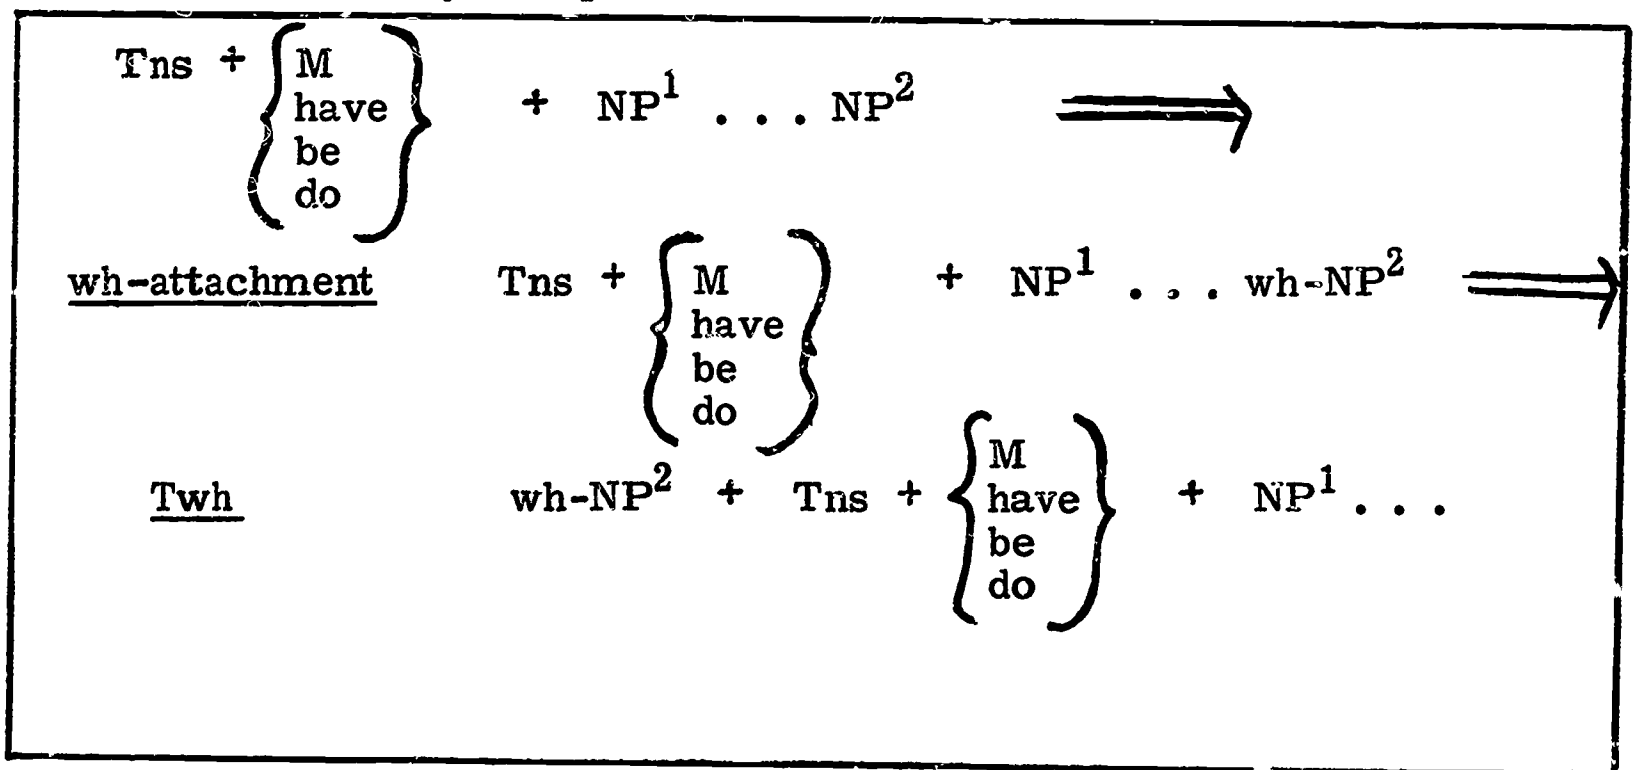 Tns + { M
have
be
do } + NP¹ . . . NP² ⟹
wh-attachment Tns + { M
have
be
do } + NP¹ . . . wh-NP² ⟹
Twh wh-NP² + Tns + { M
have
be
do } + NP¹ . . .